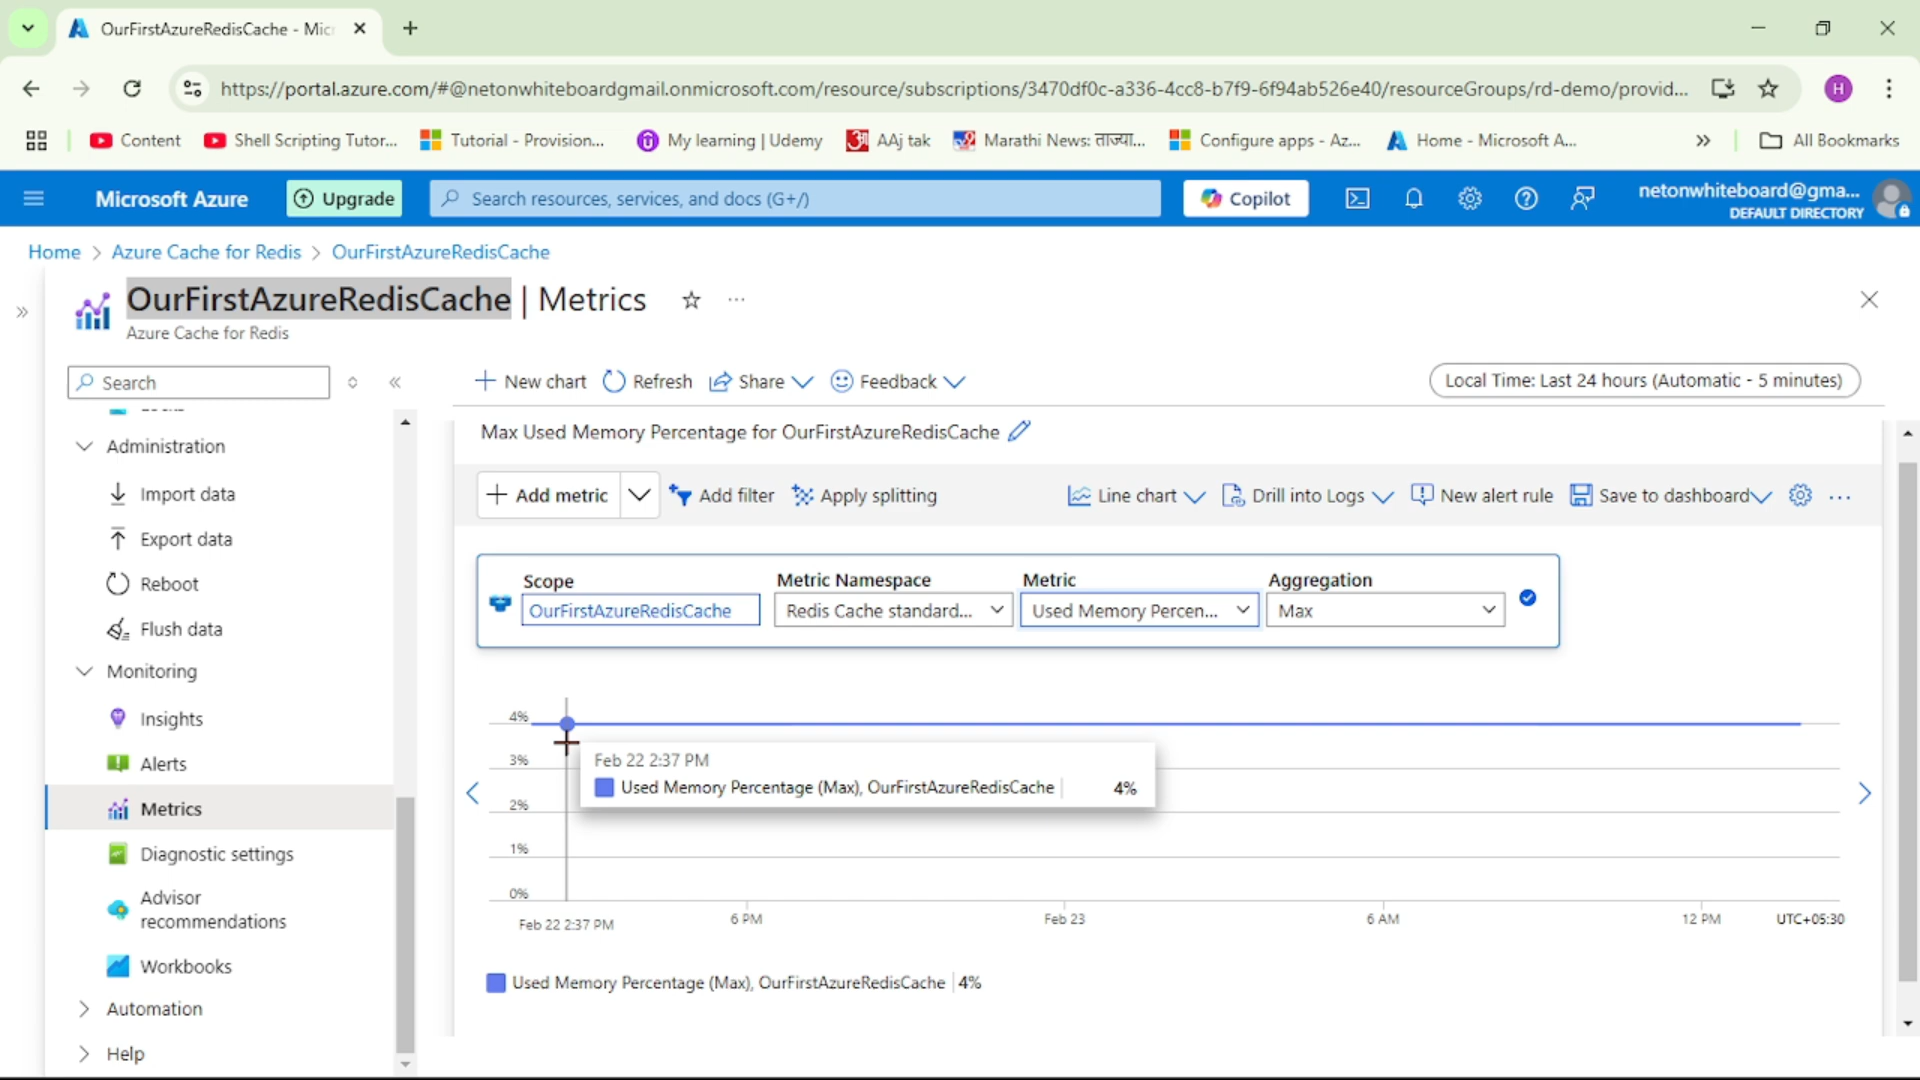 OurFirstAzureRedisCache - Mic
https://portal.azure.com/#@netonwhiteboardgmail.onmicrosoft.com/resource/subscriptions/3470df0c-a336-4cc8-b7f9-6f94ab526e40/resourceGroups/rd-demo/provid...
H
Content
Shell Scripting Tutor...
Tutorial - Provision...
My learning | Udemy
AAj tak
Marathi News: ताज्या...
Configure apps - Az...
Home - Microsoft A...
All Bookmarks
Microsoft Azure
Upgrade
Search resources, services, and docs (G+/)
Copilot
netonwhiteboard@gma...
DEFAULT DIRECTORY
Home > Azure Cache for Redis > OurFirstAzureRedisCache
OurFirstAzureRedisCache | Metrics
Azure Cache for Redis
Search
Administration
Import data
Export data
Reboot
Flush data
Monitoring
Insights
Alerts
Metrics
Diagnostic settings
Advisor
recommendations
Workbooks
Automation
Help
New chart
Refresh
Share
Feedback
Local Time: Last 24 hours (Automatic - 5 minutes)
Max Used Memory Percentage for OurFirstAzureRedisCache
Add metric
Add filter
Apply splitting
Line chart
Drill into Logs
New alert rule
Save to dashboard
Scope
OurFirstAzureRedisCache
Metric Namespace
Redis Cache standard...
Metric
Used Memory Percen...
Aggregation
Max
4%
3%
2%
1%
0%
Feb 22 2:37 PM
Used Memory Percentage (Max), OurFirstAzureRedisCache 4%
Feb 22 2:37 PM
6 PM
Feb 23
6 AM
12 PM
UTC+05:30
Used Memory Percentage (Max), OurFirstAzureRedisCache 4%